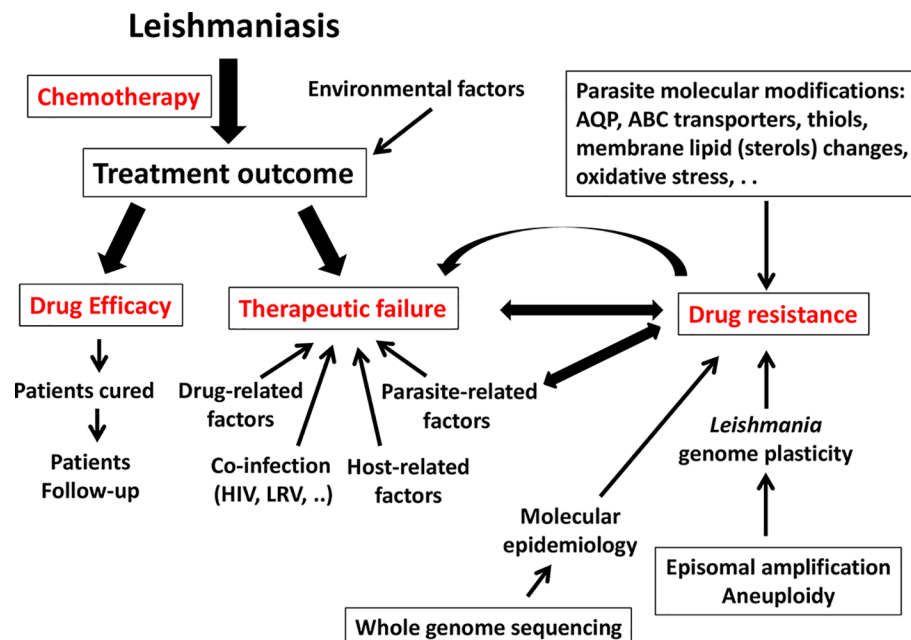 Leishmaniasis
Chemotherapy
Environmental factors
Treatment outcome
Parasite molecular modifications:
AQP, ABC transporters, thiols,
membrane lipid (sterols) changes,
oxidative stress, . .
Drug Efficacy
Therapeutic failure
Drug resistance
Patients cured
Patients
Follow-up
Drug-related
factors
Co-infection
(HIV, LRV, ..)
Host-related
factors
Parasite-related
factors
Leishmania
genome plasticity
Molecular
epidemiology
Episomal amplification
Aneuploidy
Whole genome sequencing